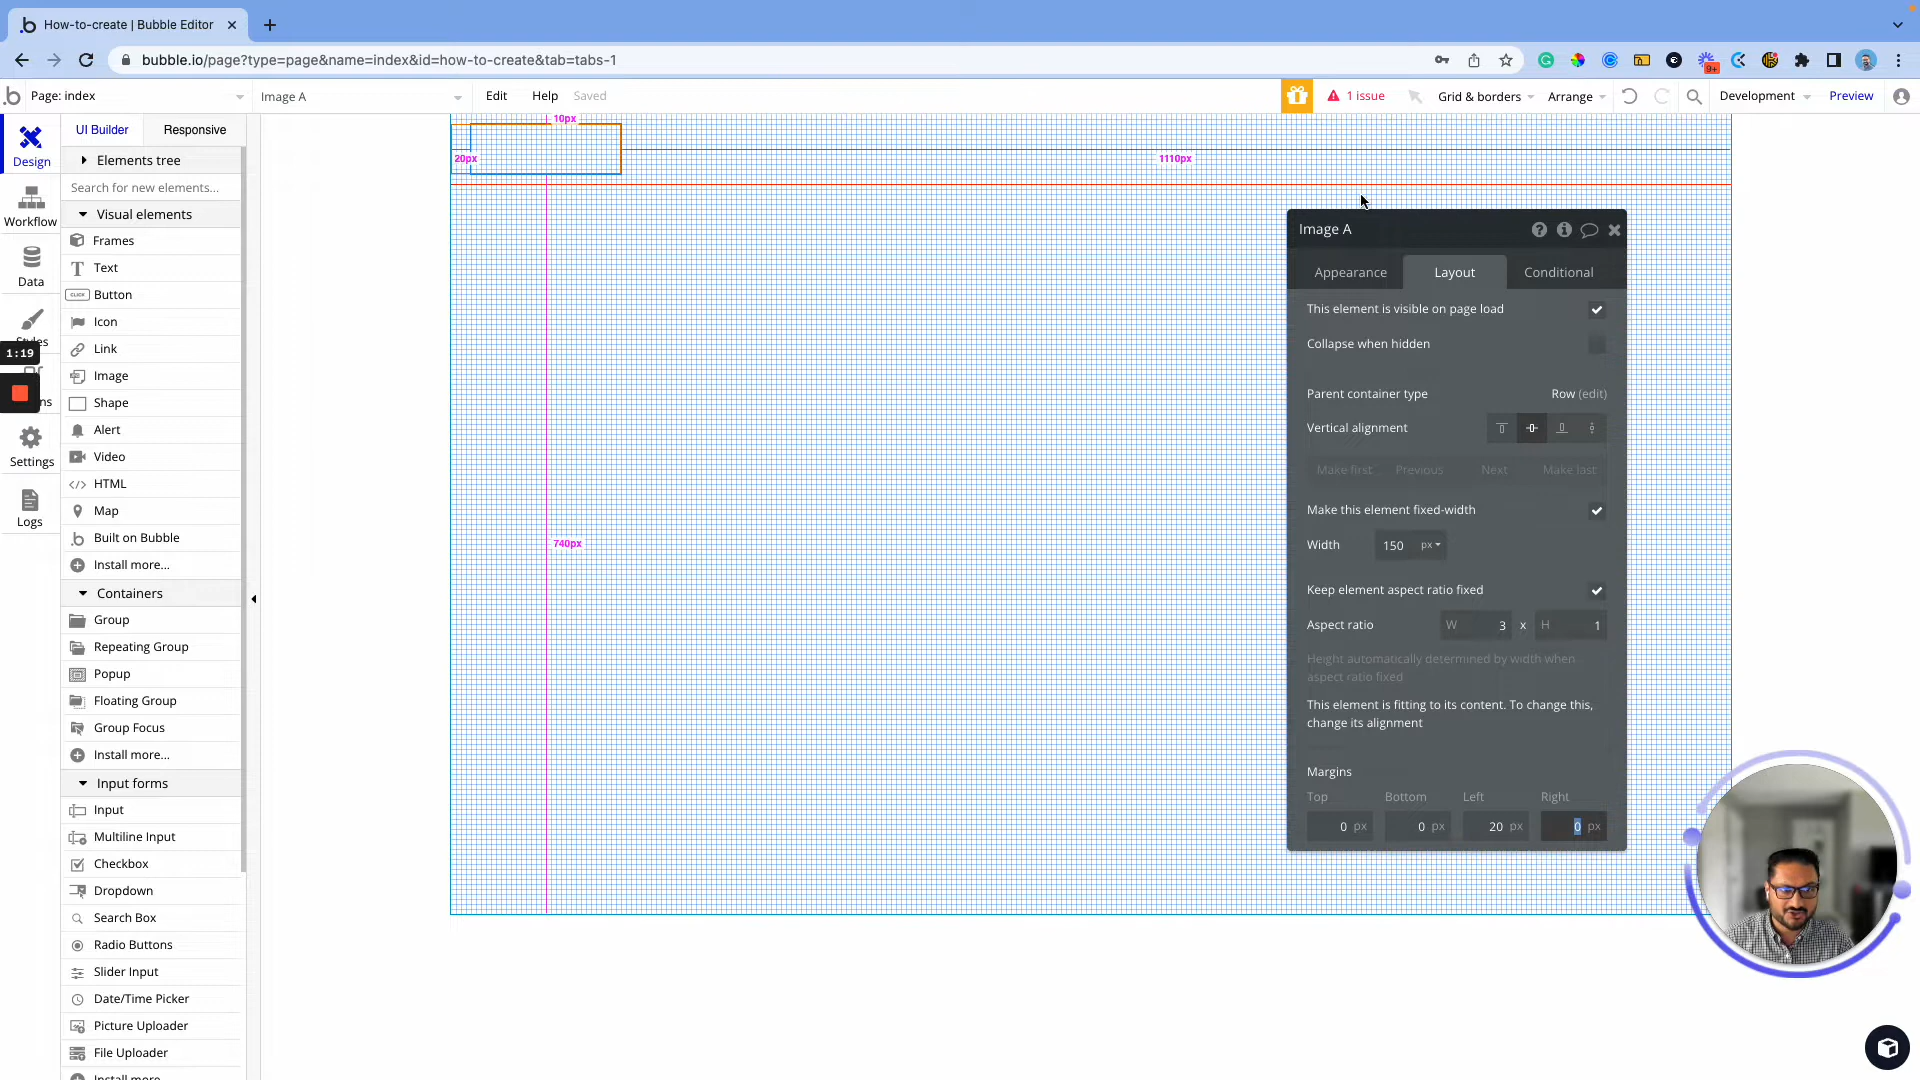 How-to-create | Bubble Editor
bubble.io/page?type=page&name=index&id=how-to-create&tab=tabs-1
9+
Page: index
Image A
Edit
Help
Saved
1 issue
Grid & borders
Arrange
Development
Preview
Design
Workflow
Data
Styles
1:19
ns
Settings
Logs
UI Builder
Responsive
Elements tree
Search for new elements...
Visual elements
Frames
Text
CLICK
Button
Icon
Link
Image
Shape
Alert
Video
HTML
Map
Built on Bubble
Install more...
Containers
Group
Repeating Group
Popup
Floating Group
Group Focus
Install more...
Input forms
Input
Multiline Input
Checkbox
Dropdown
Search Box
Radio Buttons
Slider Input
Date/Time Picker
Picture Uploader
File Uploader
Install more
10px
20px
1110px
740px
Image A
Appearance
Layout
Conditional
This element is visible on page load
Collapse when hidden
Parent container type
Row (edit)
Vertical alignment
Make first
Previous
Next
Make last
Make this element fixed-width
Width
150 px
Keep element aspect ratio fixed
Aspect ratio
W 3 x H 1
Height automatically determined by width when
aspect ratio fixed
This element is fitting to its content. To change this,
change its alignment
Margins
Top
Bottom
Left
Right
0 px
0 px
20 px
0 px